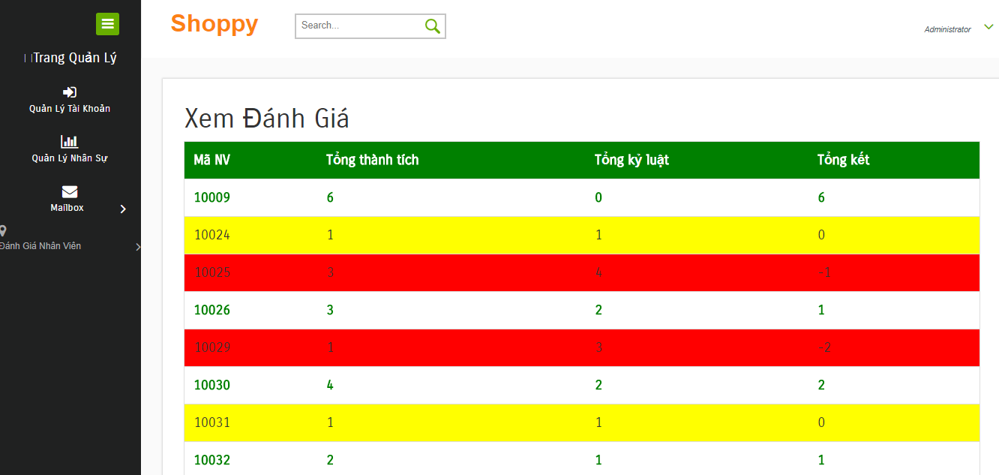 Shoppy
Search...
Administrator
Trang Quản Lý
Quản Lý Tài Khoản
Quản Lý Nhân Sự
Mailbox
Đánh Giá Nhân Viên
Xem Đánh Giá
Mã NV Tổng thành tích Tổng kỷ luật Tổng kết
10009 6 0 6
10024 1 1 0
10025 3 4 -1
10026 3 2 1
10029 1 3 -2
10030 4 2 2
10031 1 1 0
10032 2 1 1